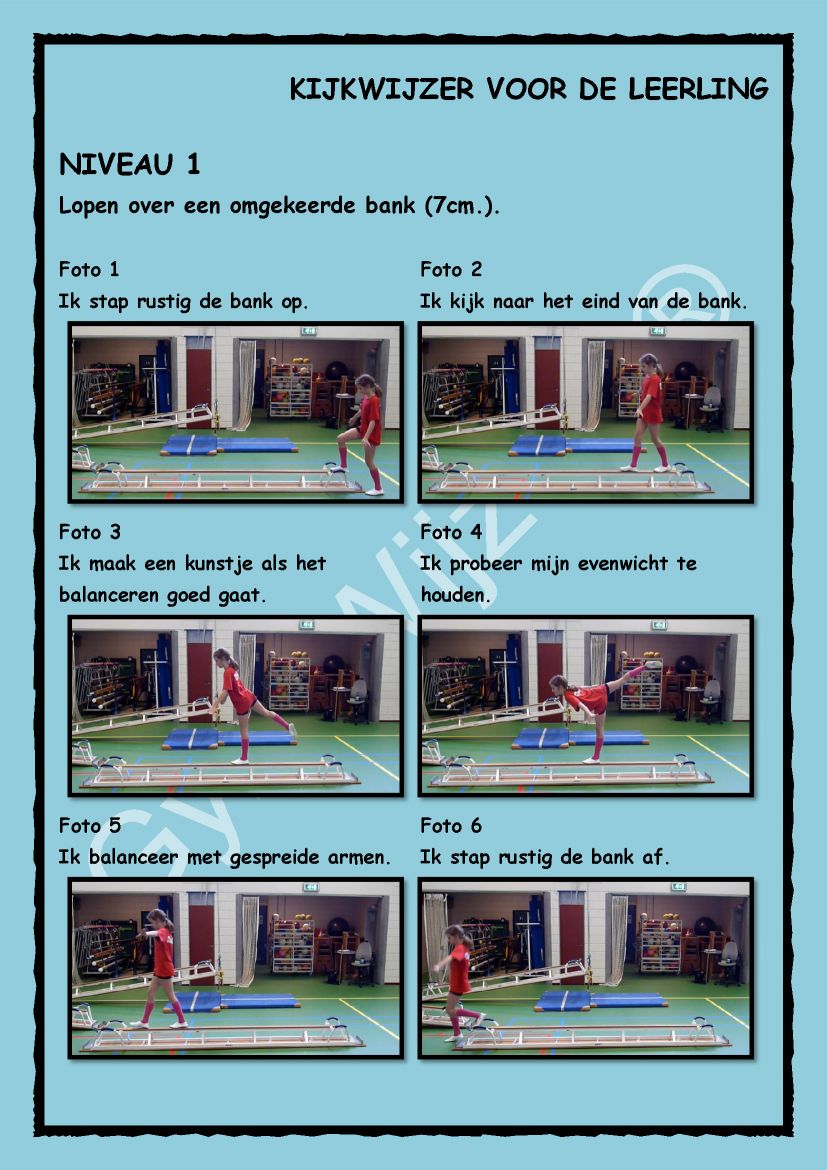 KIJKWIJZER VOOR DE LEERLING
NIVEAU 1
Lopen over een omgekeerde bank (7cm.).
Foto 1
Ik stap rustig de bank op.
Foto 2
Ik kijk naar het eind van de bank.
Foto 3
Ik maak een kunstje als het
balanceren goed gaat.
Foto 4
Ik probeer mijn evenwicht te
houden.
Foto 5
Ik balanceer met gespreide armen.
Foto 6
Ik stap rustig de bank af.